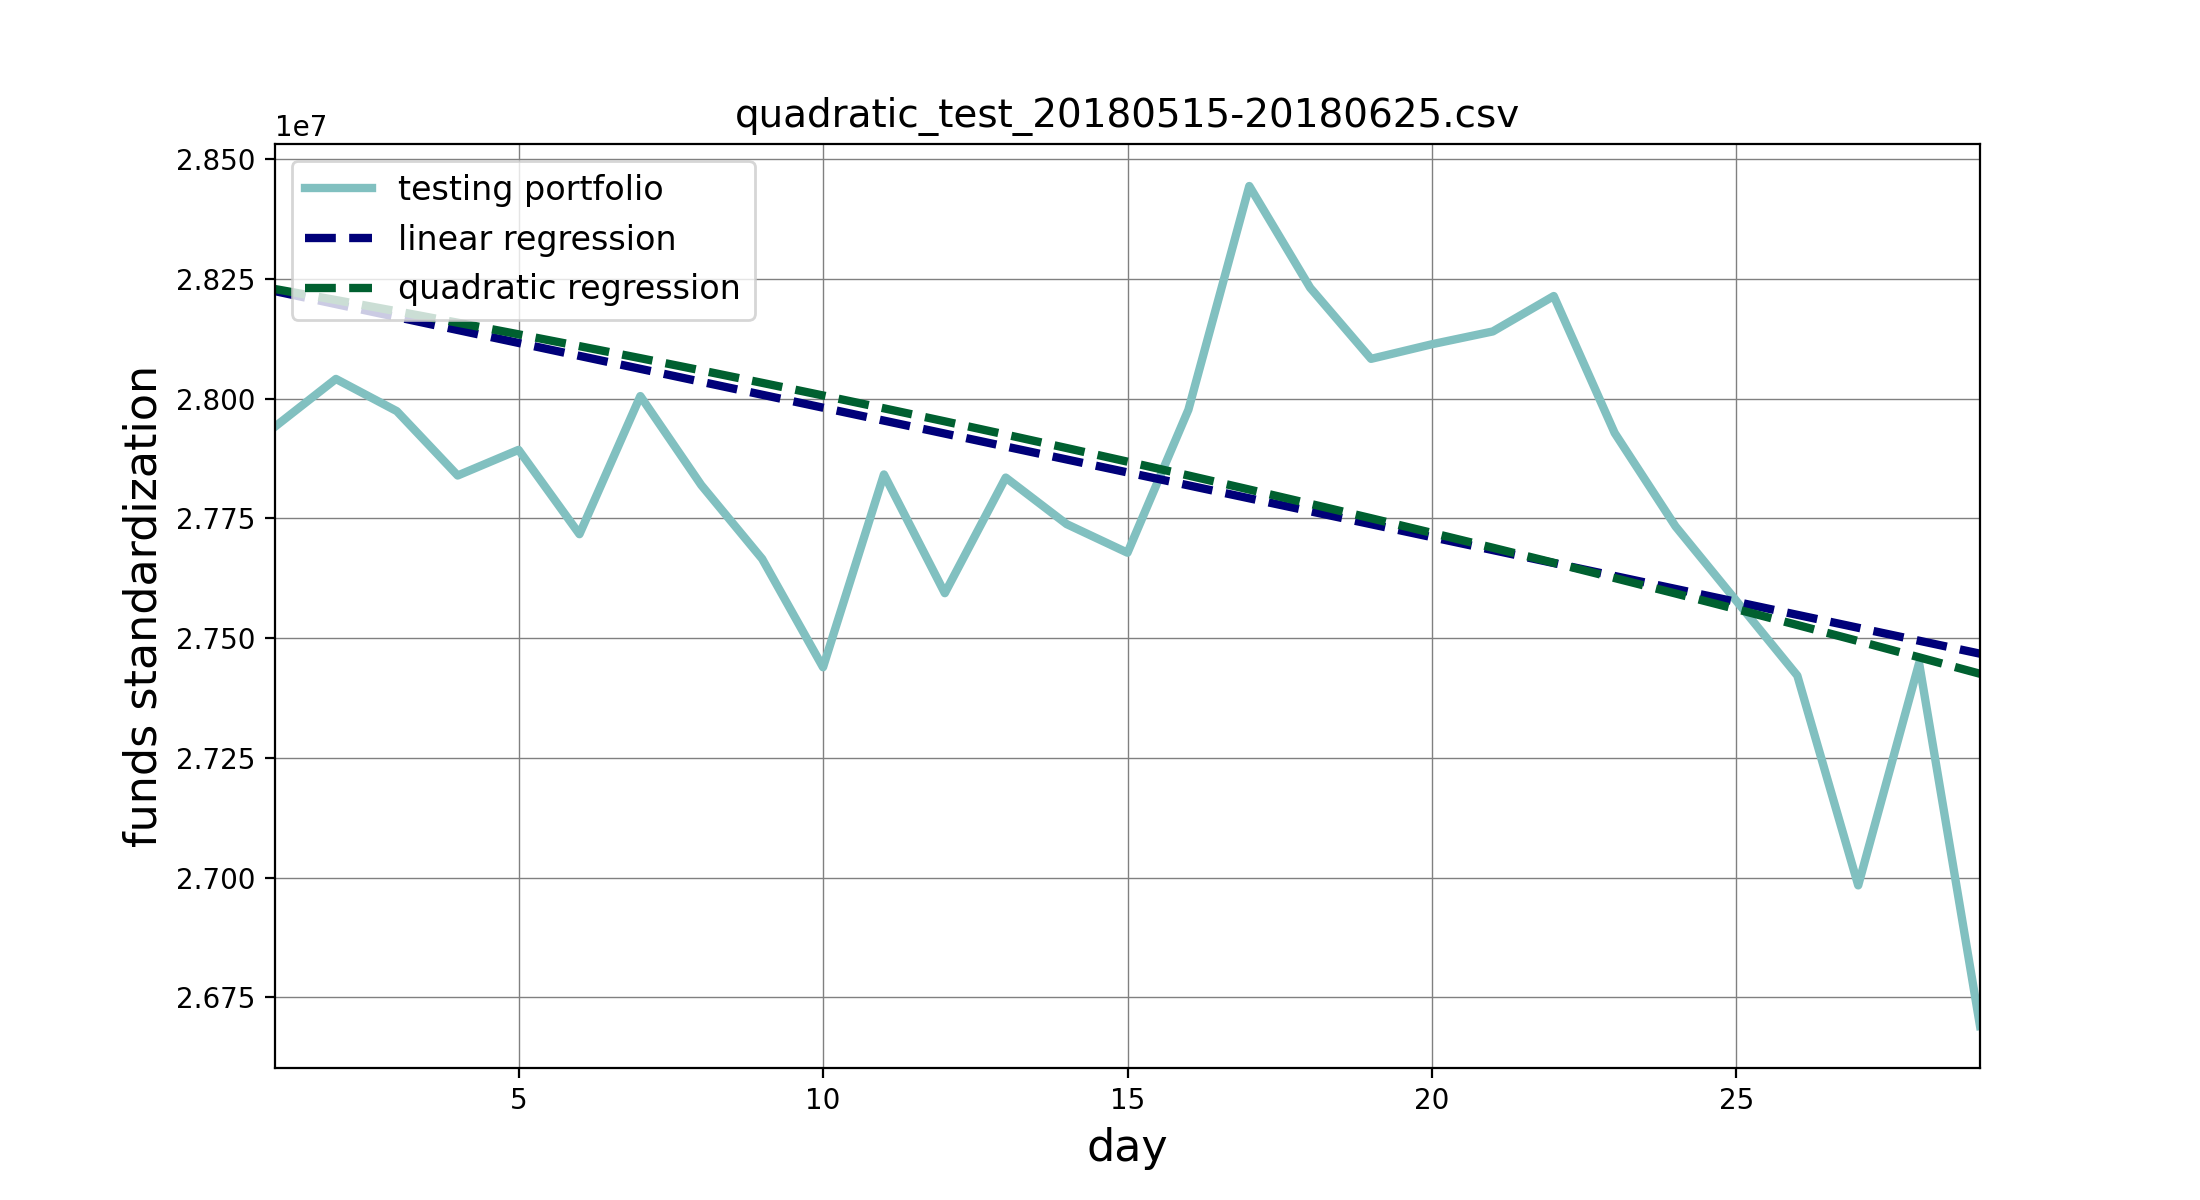 quadratic_test_20180515-20180625.csv
1e7
2.850
2.825
2.800
2.775
2.750
2.725
2.700
2.675
funds standardization
testing portfolio
linear regression
quadratic regression
5 10 15 20 25
day